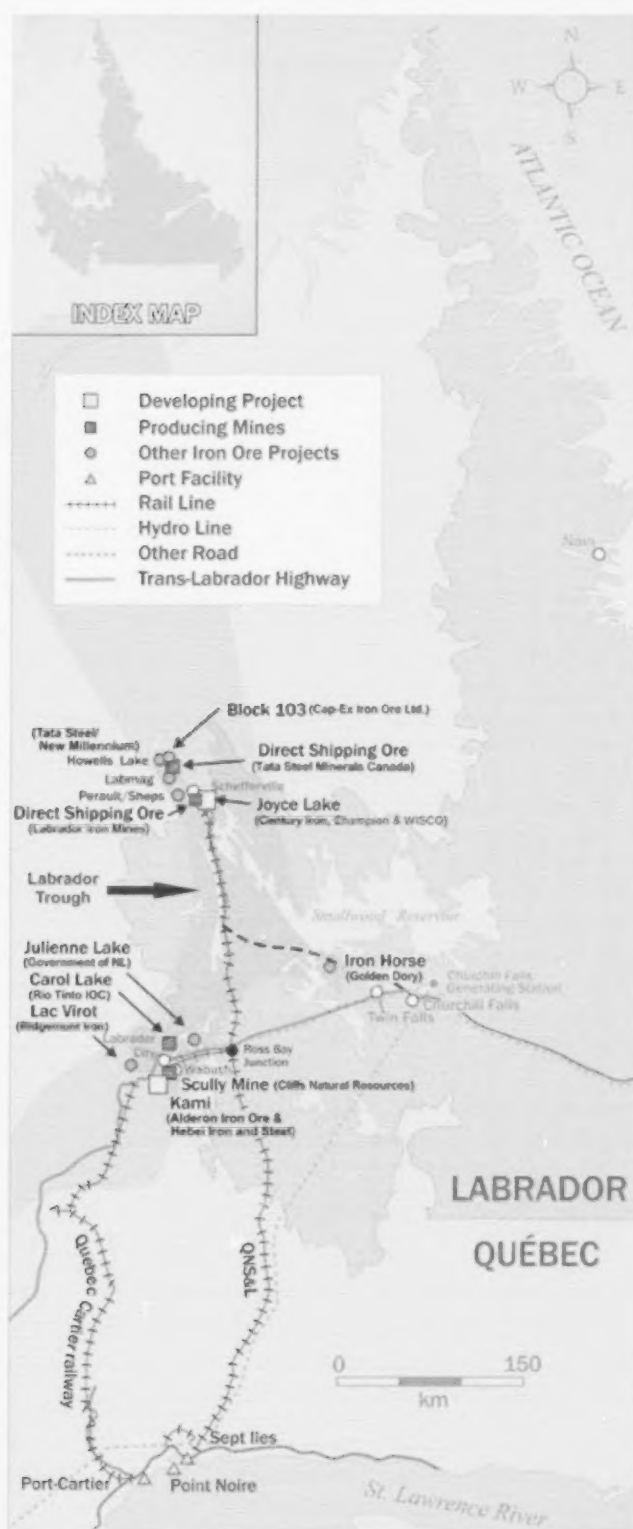 N
W E
S
ATLANTIC OCEAN
INDEX MAP
Developing Project
Producing Mines
Other Iron Ore Projects
Port Facility
Rail Line
Hydro Line
Other Road
Trans-Labrador Highway
Nain
Block 103 (Cap-Ex Iron Ore Ltd.)
(Tata Steel/
New Millennium)
Howells Lake
Direct Shipping Ore
(Tata Steel Minerals Canada)
Labmag
Schefferville
Perault/Sheps
Direct Shipping Ore
(Labrador Iron Mines)
Joyce Lake
(Century Iron, Champion & WISCO)
Labrador
Trough
Smallwood Reservoir
Julienne Lake
(Government of NL)
Iron Horse
(Golden Dory)
Churchill Falls
Generating Station
Carol Lake
(Rio Tinto IOC)
Churchill Falls
Twin Falls
Lac Virot
(Ridgemont Iron)
Labrador
City
Ross Bay
Junction
Wabush
Scully Mine (Cliffs Natural Resources)
Kami
(Alderon Iron Ore &
Hebei Iron and Steel)
LABRADOR
QUÉBEC
Quebec Cartier railway
QNS&L
0 150
km
Sept Iles
Port-Cartier
Point Noire
St. Lawrence River